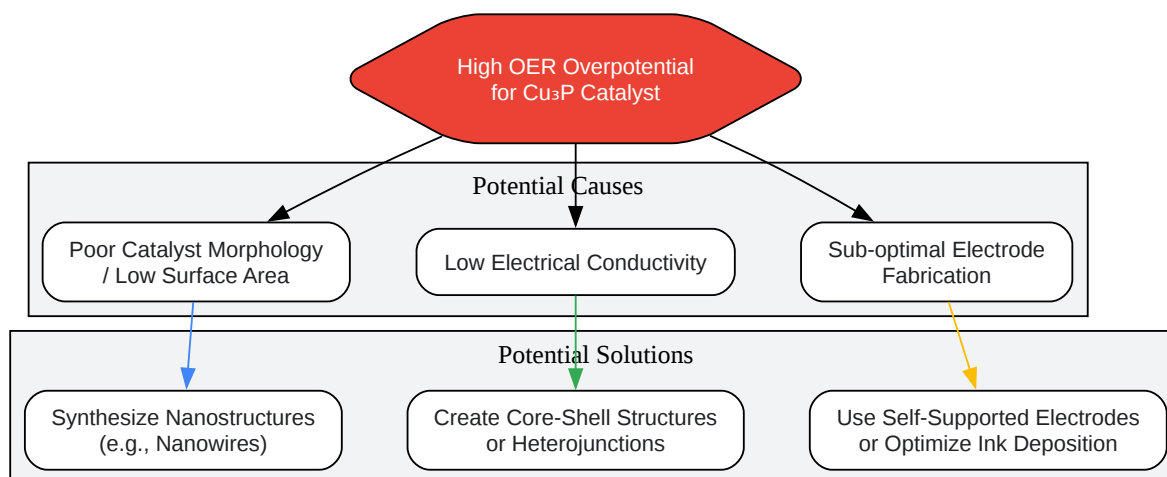 High OER Overpotential
for Cu₃P Catalyst
Potential Causes
Poor Catalyst Morphology
/ Low Surface Area
Low Electrical Conductivity
Sub-optimal Electrode
Fabrication
Potential Solutions
Synthesize Nanostructures
(e.g., Nanowires)
Create Core-Shell Structures
or Heterojunctions
Use Self-Supported Electrodes
or Optimize Ink Deposition